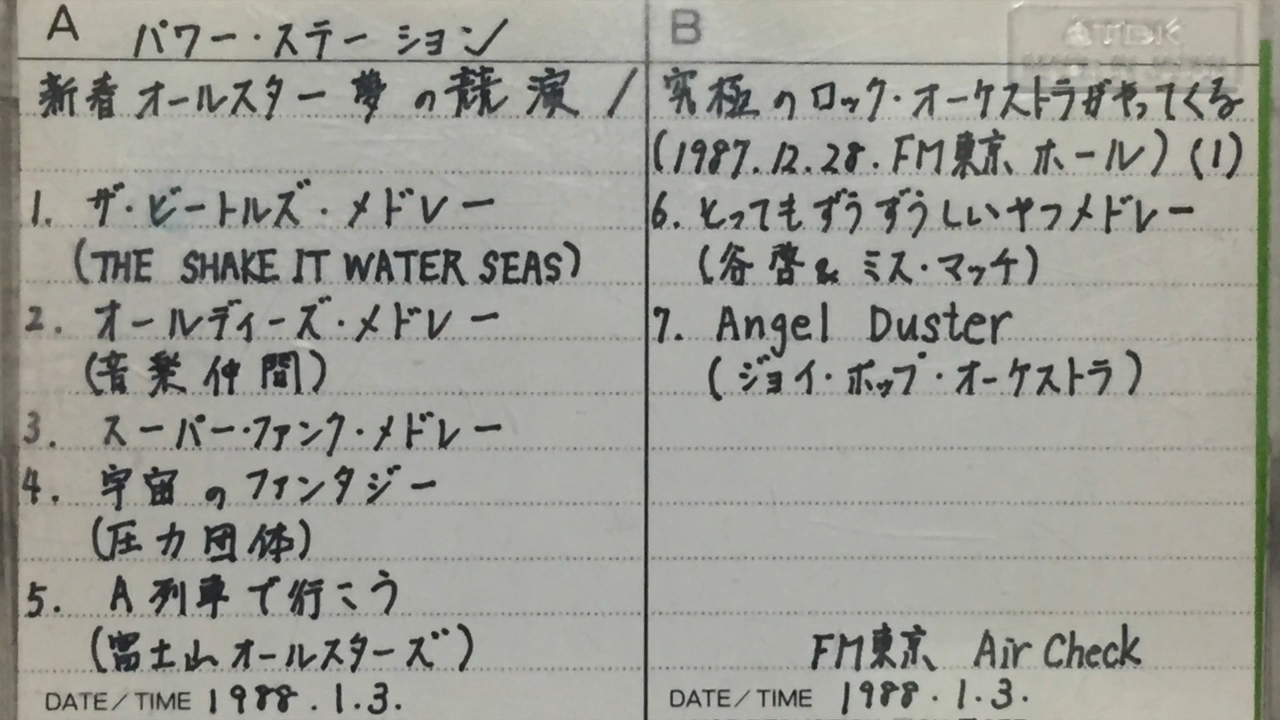 A パワー・ステーション
新春オールスター夢の競演/
1. ザ・ビートルズ・メドレー
(THE SHAKE IT WATER SEAS)
2. オールディーズ・メドレー
(音楽仲間)
3. スーパー・ファンク・メドレー
4. 宇宙のファンタジー
(圧力団体)
5. A列車で行こう
(富士山オールスターズ)
DATE/TIME 1988.1.3.
B
究極のロック・オーケストラがやってくる
(1987.12.28.FM東京ホール)(1)
6. とってもずうずうしいやつメドレー
(谷啓&ミス・マッチ)
7. Angel Duster
(ジョイ・ポップ・オーケストラ)
FM東京 Air Check
DATE/TIME 1988.1.3.